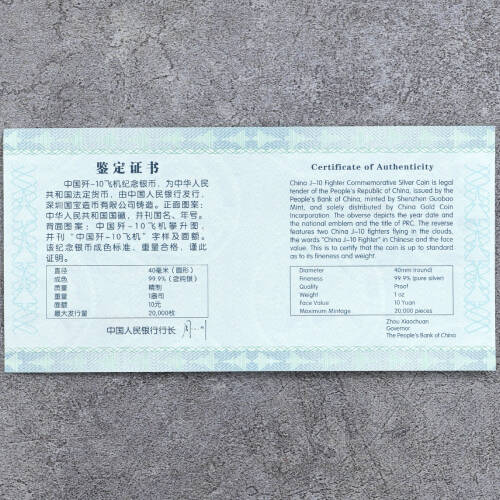 鉴定证书
中国歼-10飞机纪念银币，为中华人民
共和国法定货币，由中国人民银行发行，
深圳国宝造币有限公司铸造。正面图案：
中华人民共和国国徽，并刊国名、年号。
背面图案：中国歼-10飞机攀升图，
并刊“中国歼-10飞机”字样及面额。
该纪念银币成色标准，重量合格，谨此
证明。
直径 40毫米（圆形）
成色 99.9%（含纯银）
质量 精制
重量 1盎司
面额 10元
最大发行量 20,000枚
中国人民银行行长
Certificate of Authenticity
China J-10 Fighter Commemorative Silver Coin is legal
tender of the People's Republic of China, issued by the
People's Bank of China, minted by Shenzhen Guobao
Mint, and solely distributed by China Gold Coin
Incorporation. The obverse depicts the year date and
the national emblem and the title of PRC. The reverse
features two China J-10 fighters flying in the clouds,
the words "China J-10 Fighter" in Chinese and the face
value. This is to certify that the coin is up to standard
as to its fineness and weight.
Diameter 40mm (round)
Fineness 99.9% (pure silver)
Quality Proof
Weight 1 oz
Face Value 10 Yuan
Maximum Mintage 20,000 pieces
Zhou Xiaochuan
Governor
The People's Bank of China